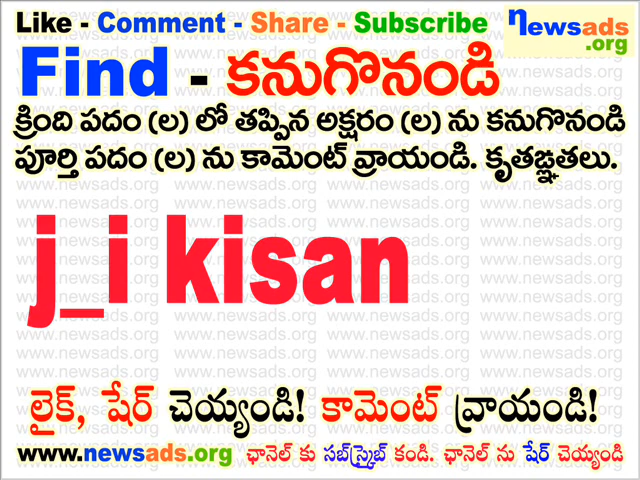 Like - Comment - Share - Subscribe
newsads
.org
Find - కనుగొనండి
క్రింది పదం (ల) లో తప్పిన అక్షరం (ల) ను కనుగొనండి
పూర్తి పదం (ల) ను కామెంట్ వ్రాయండి. కృతజ్ఞతలు.
j_i kisan
లైక్, షేర్ చెయ్యండి! కామెంట్ వ్రాయండి!
www.newsads.org ఛానెల్ కు సబ్‌స్క్రైబ్ కండి. ఛానెల్ ను షేర్ చెయ్యండి